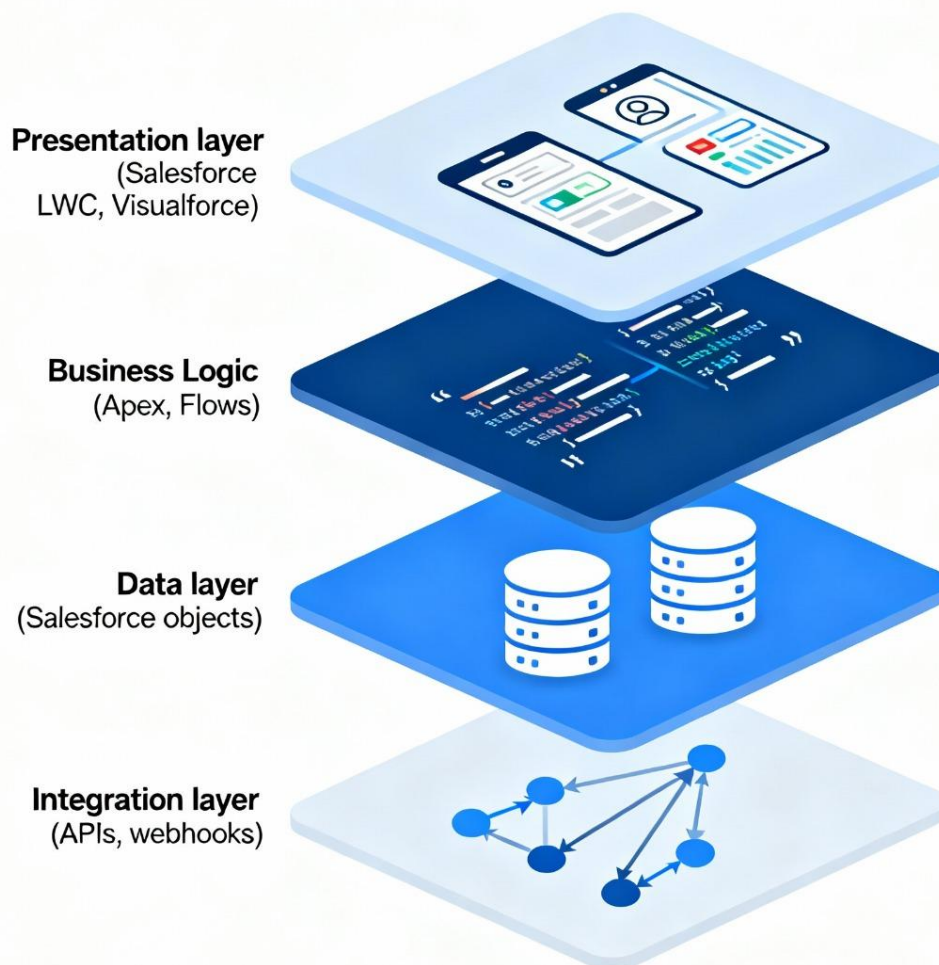 Presentation layer
(Salesforce
LWC, Visualforce)
Business Logic
(Apex, Flows)
Data layer
(Salesforce objects)
Integration layer
(APIs, webhooks)